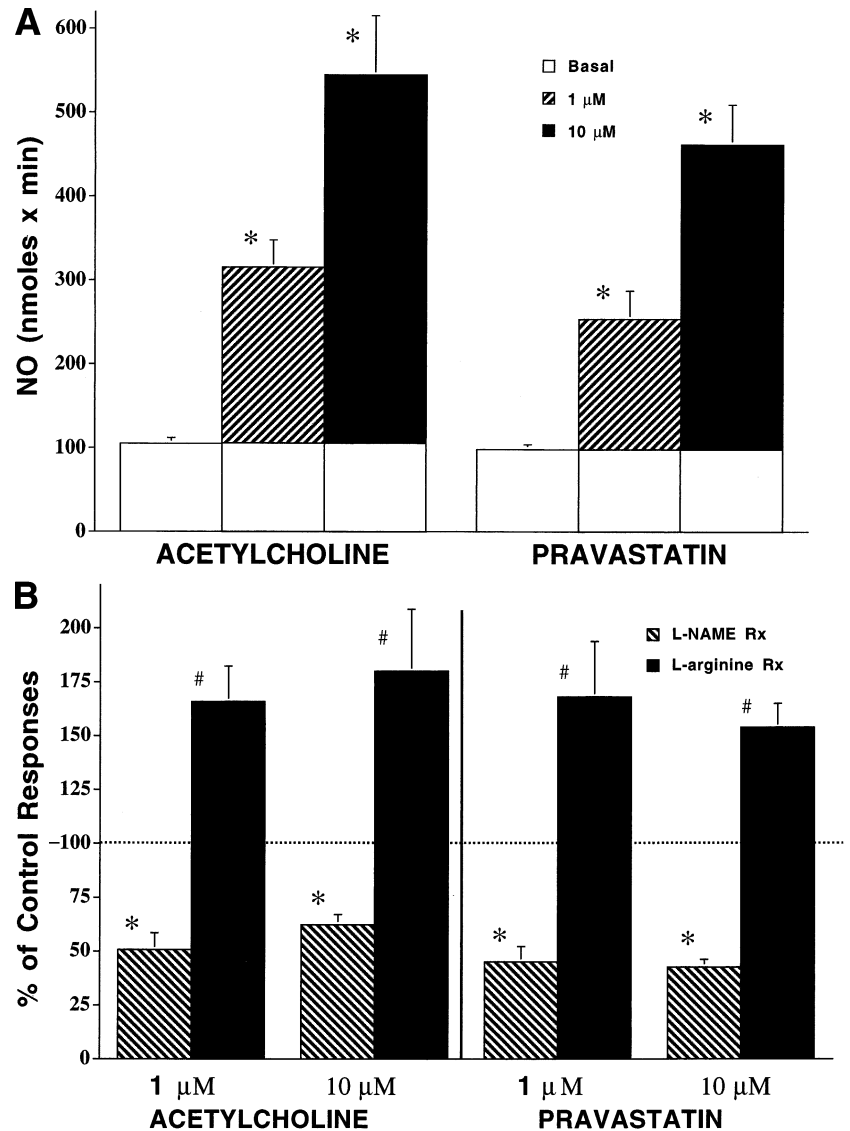 A
NO (nmoles x min)
600
500
400
300
200
100
0
*
*
*
*
Basal
1 µM
10 µM
ACETYLCHOLINE
PRAVASTATIN
B
% of Control Responses
200
175
150
125
100
75
50
25
0
L-NAME Rx
L-arginine Rx
#
#
#
#
*
*
*
*
1 µM
10 µM
1 µM
10 µM
ACETYLCHOLINE
PRAVASTATIN